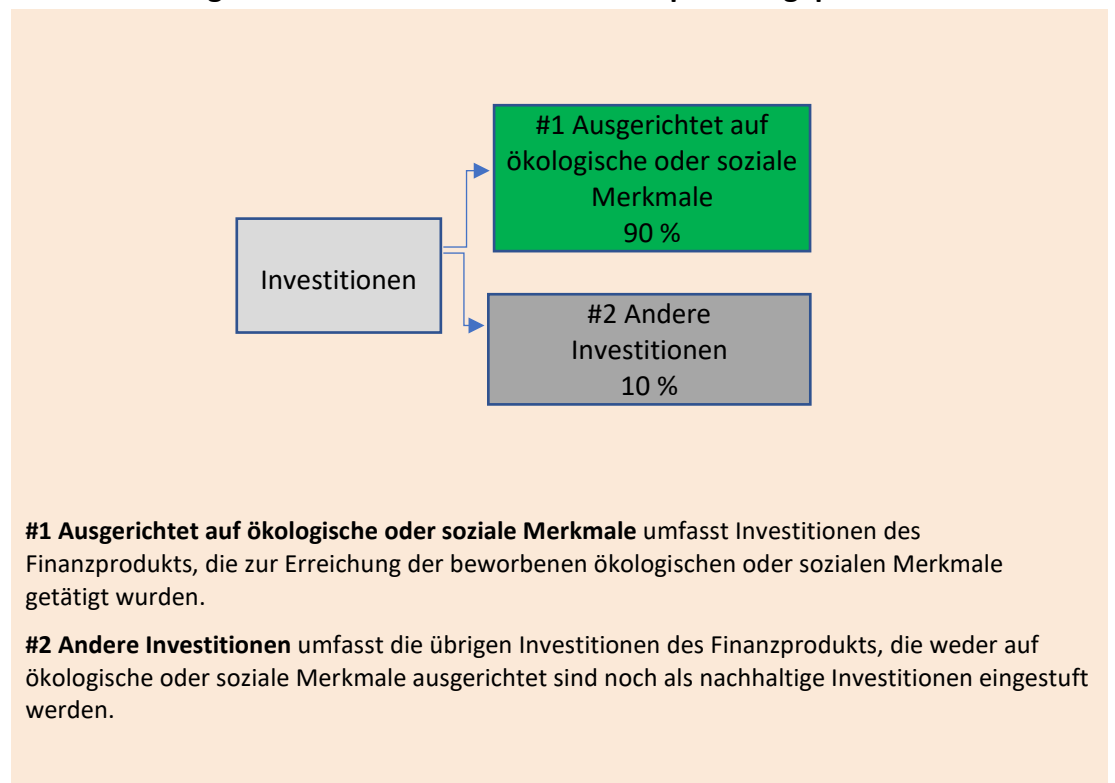 #1 Ausgerichtet auf
ökologische oder soziale
Merkmale
90 %
Investitionen
#2 Andere
Investitionen
10 %
#1 Ausgerichtet auf ökologische oder soziale Merkmale umfasst Investitionen des
Finanzprodukts, die zur Erreichung der beworbenen ökologischen oder sozialen Merkmale
getätigt wurden.
#2 Andere Investitionen umfasst die übrigen Investitionen des Finanzprodukts, die weder auf
ökologische oder soziale Merkmale ausgerichtet sind noch als nachhaltige Investitionen eingestuft
werden.